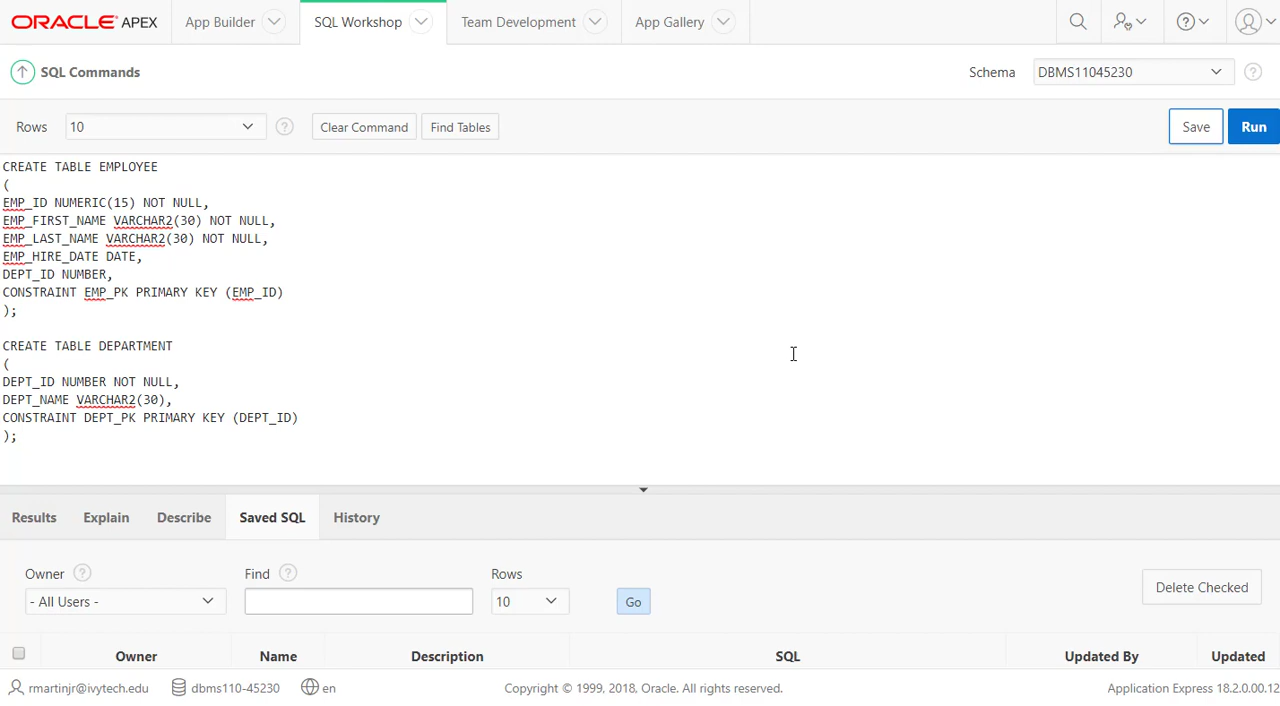 ORACLE APEX App Builder SQL Workshop Team Development App Gallery
SQL Commands Schema DBMS11045230
Rows 10 Clear Command Find Tables Save Run
CREATE TABLE EMPLOYEE
(
EMP_ID NUMERIC(15) NOT NULL,
EMP_FIRST_NAME VARCHAR2(30) NOT NULL,
EMP_LAST_NAME VARCHAR2(30) NOT NULL,
EMP_HIRE_DATE DATE,
DEPT_ID NUMBER,
CONSTRAINT EMP_PK PRIMARY KEY (EMP_ID)
);
CREATE TABLE DEPARTMENT
(
DEPT_ID NUMBER NOT NULL,
DEPT_NAME VARCHAR2(30),
CONSTRAINT DEPT_PK PRIMARY KEY (DEPT_ID)
);
Results Explain Describe Saved SQL History
Owner Find Rows
- All Users - 10 Go Delete Checked
Owner Name Description SQL Updated By Updated
rmartinjr@ivytech.edu dbms110-45230 en Copyright © 1999, 2018, Oracle. All rights reserved. Application Express 18.2.0.00.12